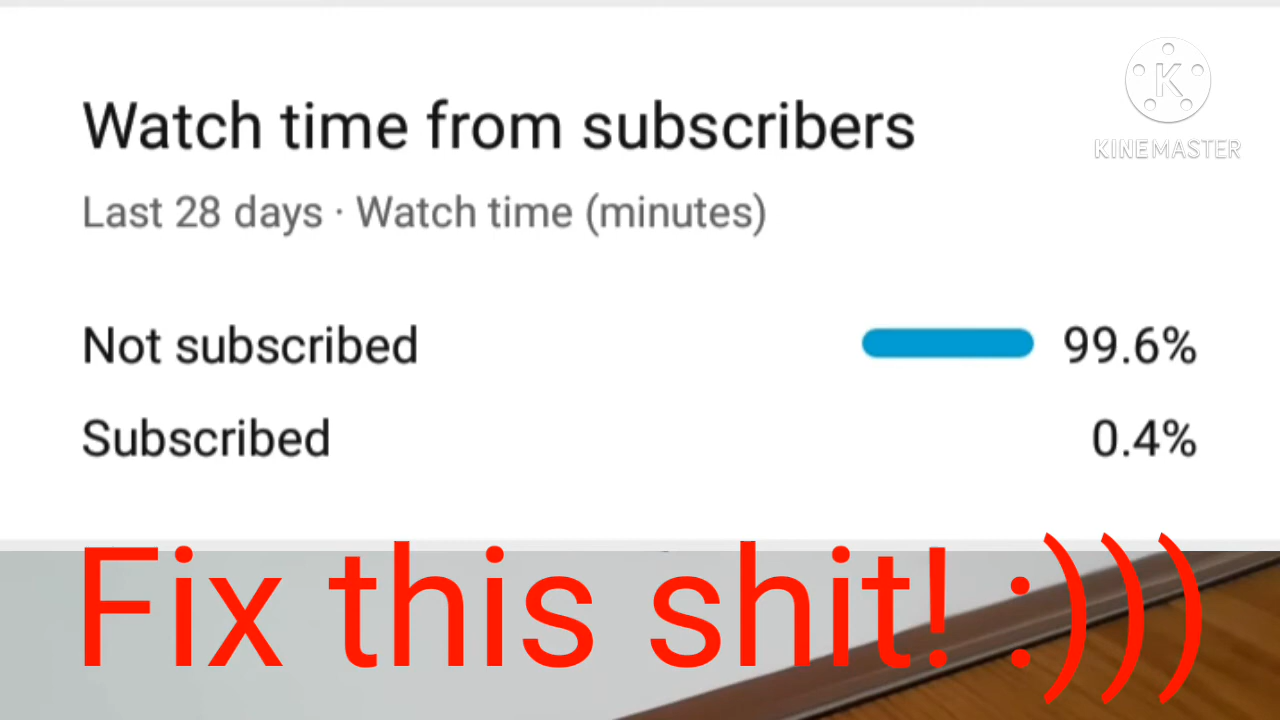 K
KINEMASTER
Watch time from subscribers
Last 28 days · Watch time (minutes)
Not subscribed 99.6%
Subscribed 0.4%
Fix this shit! :)))